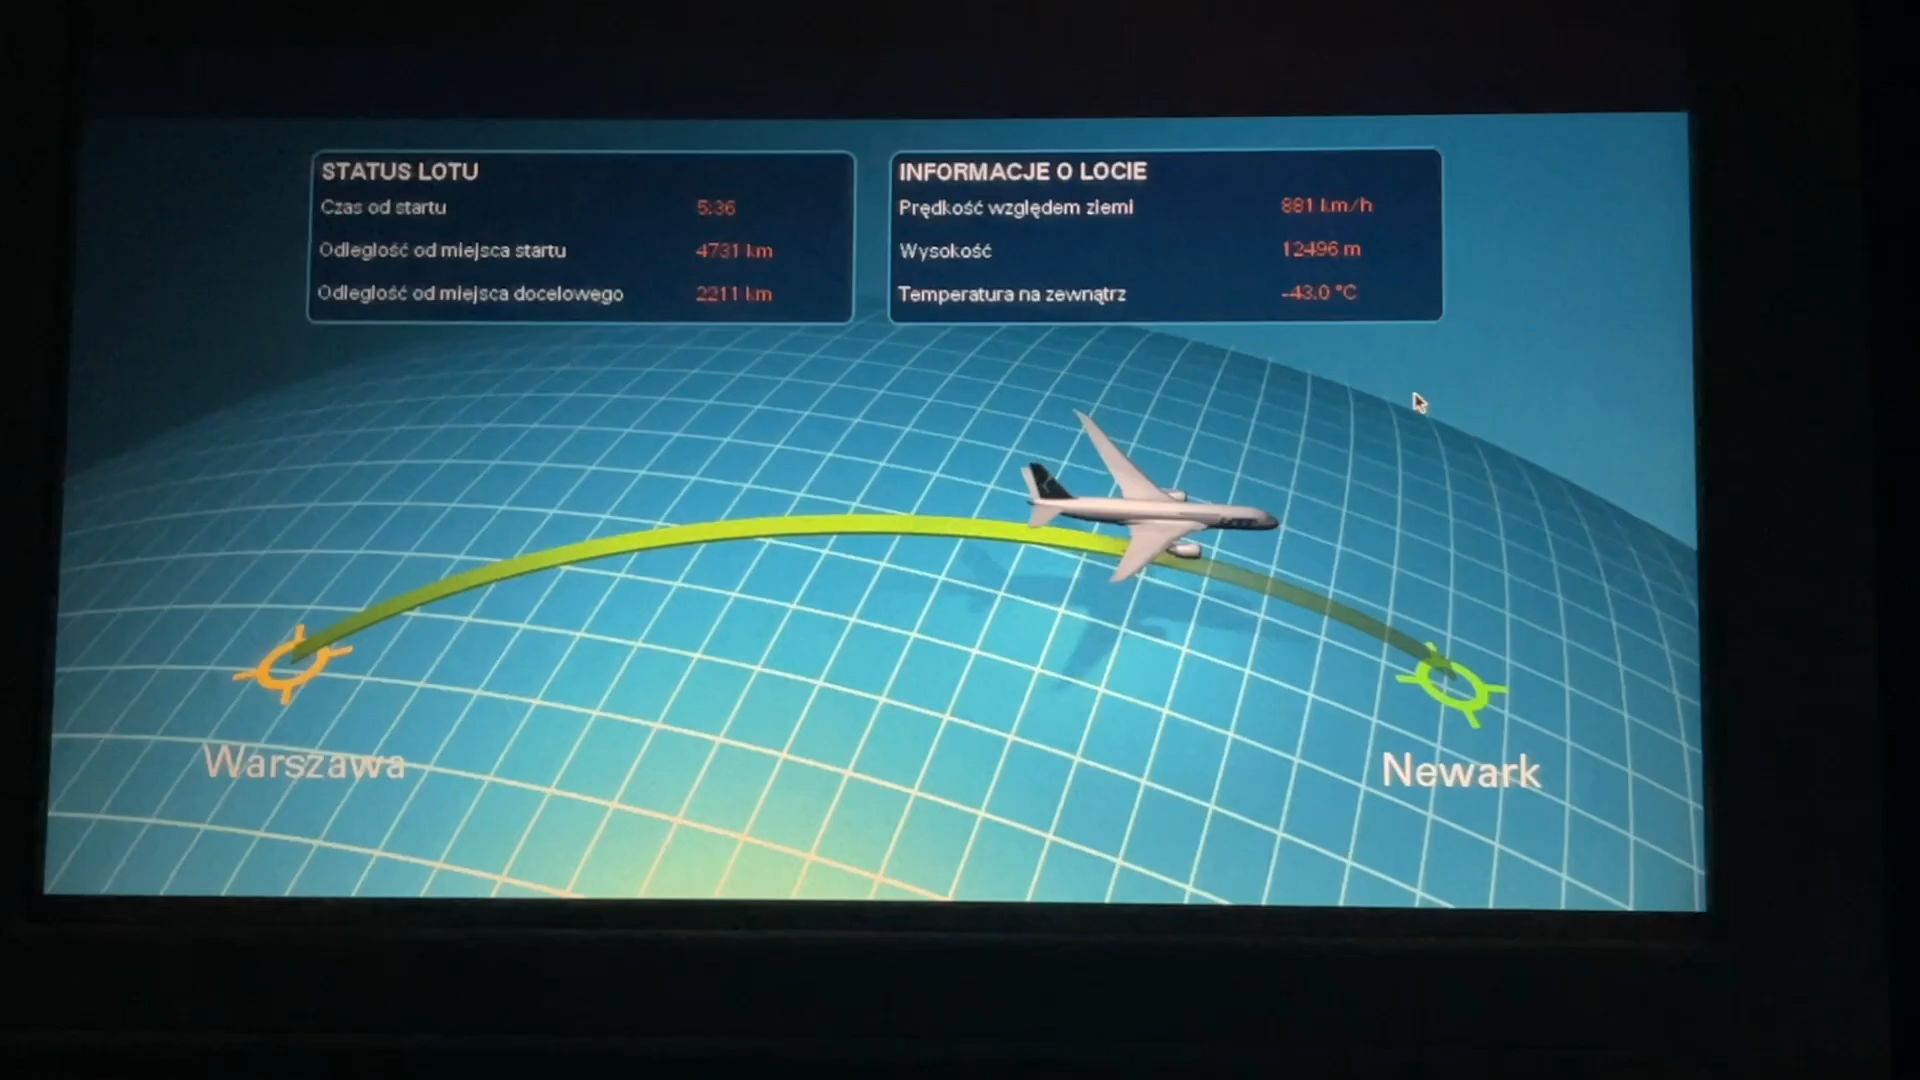 STATUS LOTU
Czas od startu 5:36
Odległość od miejsca startu 4731 km
Odległość od miejsca docelowego 2211 km
INFORMACJE O LOCIE
Prędkość względem ziemi 881 km/h
Wysokość 12496 m
Temperatura na zewnątrz -43.0 °C
Warszawa
Newark